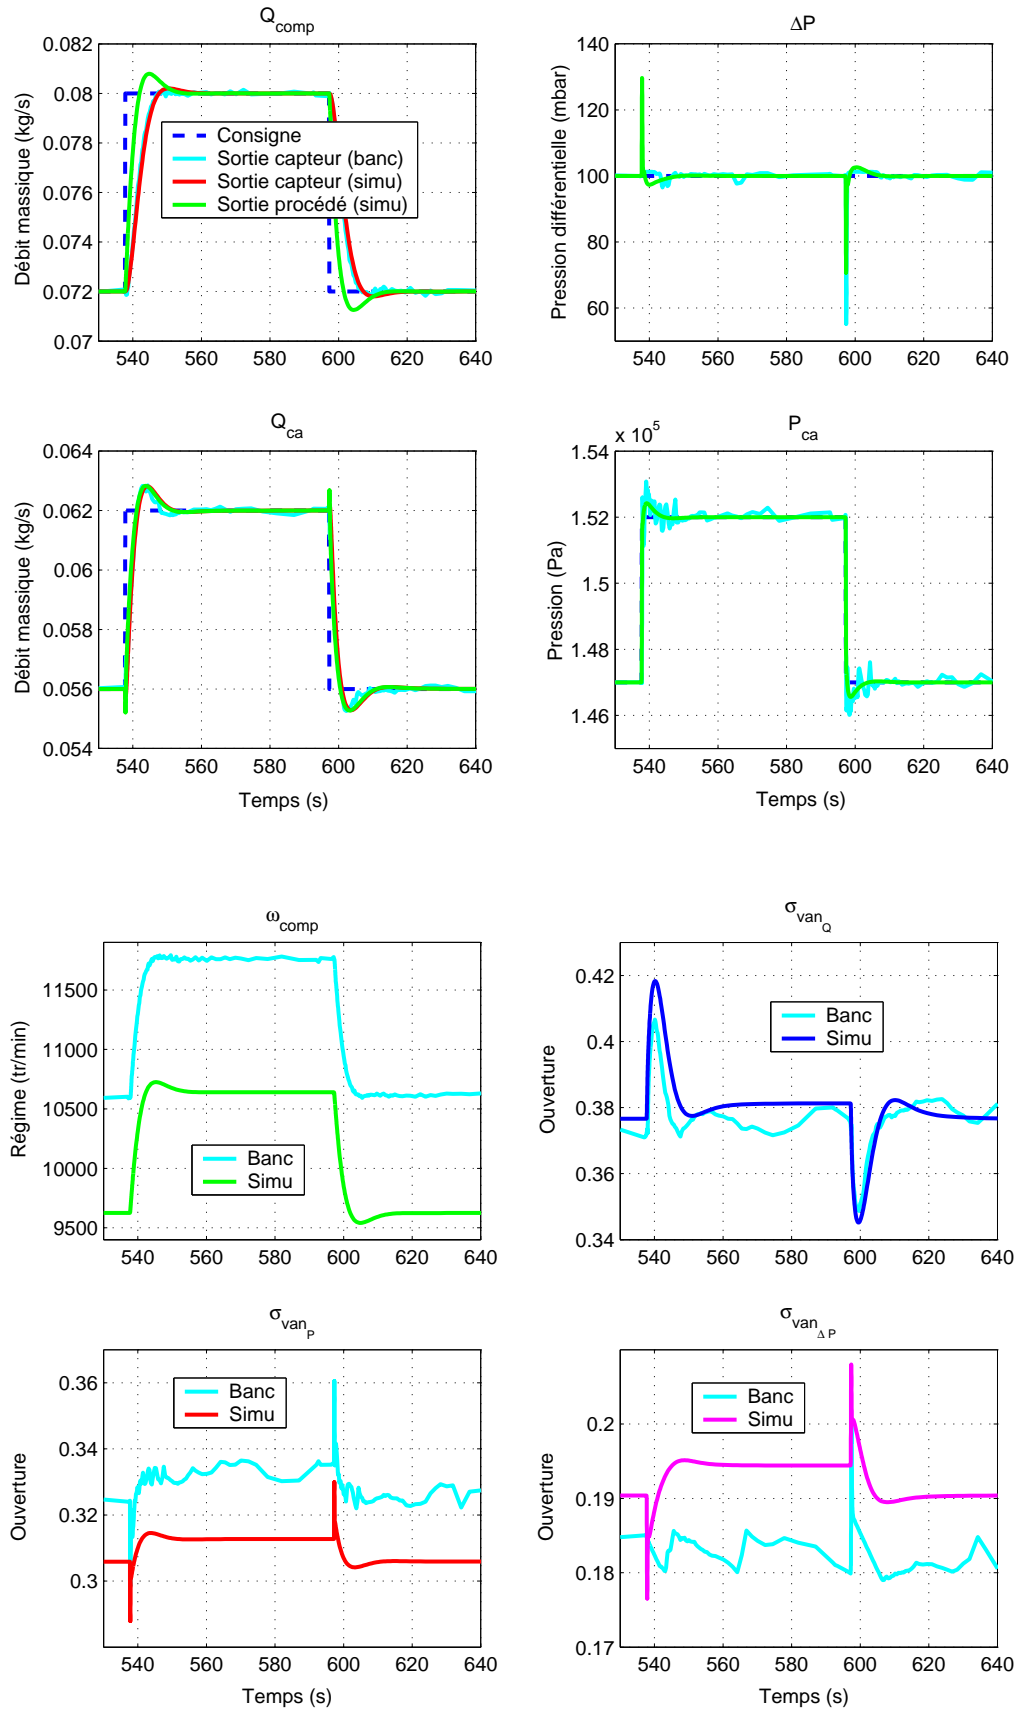 Q_comp
0.082
0.08
0.078
0.076
0.074
0.072
0.07
540 560 580 600 620 640
Débit massique (kg/s)
Consigne
Sortie capteur (banc)
Sortie capteur (simu)
Sortie procédé (simu)
ΔP
140
120
100
80
60
540 560 580 600 620 640
Pression différentielle (mbar)
Q_ca
0.064
0.062
0.06
0.058
0.056
0.054
540 560 580 600 620 640
Débit massique (kg/s)
Temps (s)
P_ca
x 10^5
1.54
1.52
1.5
1.48
1.46
540 560 580 600 620 640
Pression (Pa)
Temps (s)
ω_comp
11500
11000
10500
10000
9500
540 560 580 600 620 640
Régime (tr/min)
Banc
Simu
σ_van_Q
0.42
0.4
0.38
0.36
0.34
540 560 580 600 620 640
Ouverture
Banc
Simu
σ_van_P
0.36
0.34
0.32
0.3
540 560 580 600 620 640
Ouverture
Temps (s)
Banc
Simu
σ_van_ΔP
0.2
0.19
0.18
0.17
540 560 580 600 620 640
Ouverture
Temps (s)
Banc
Simu